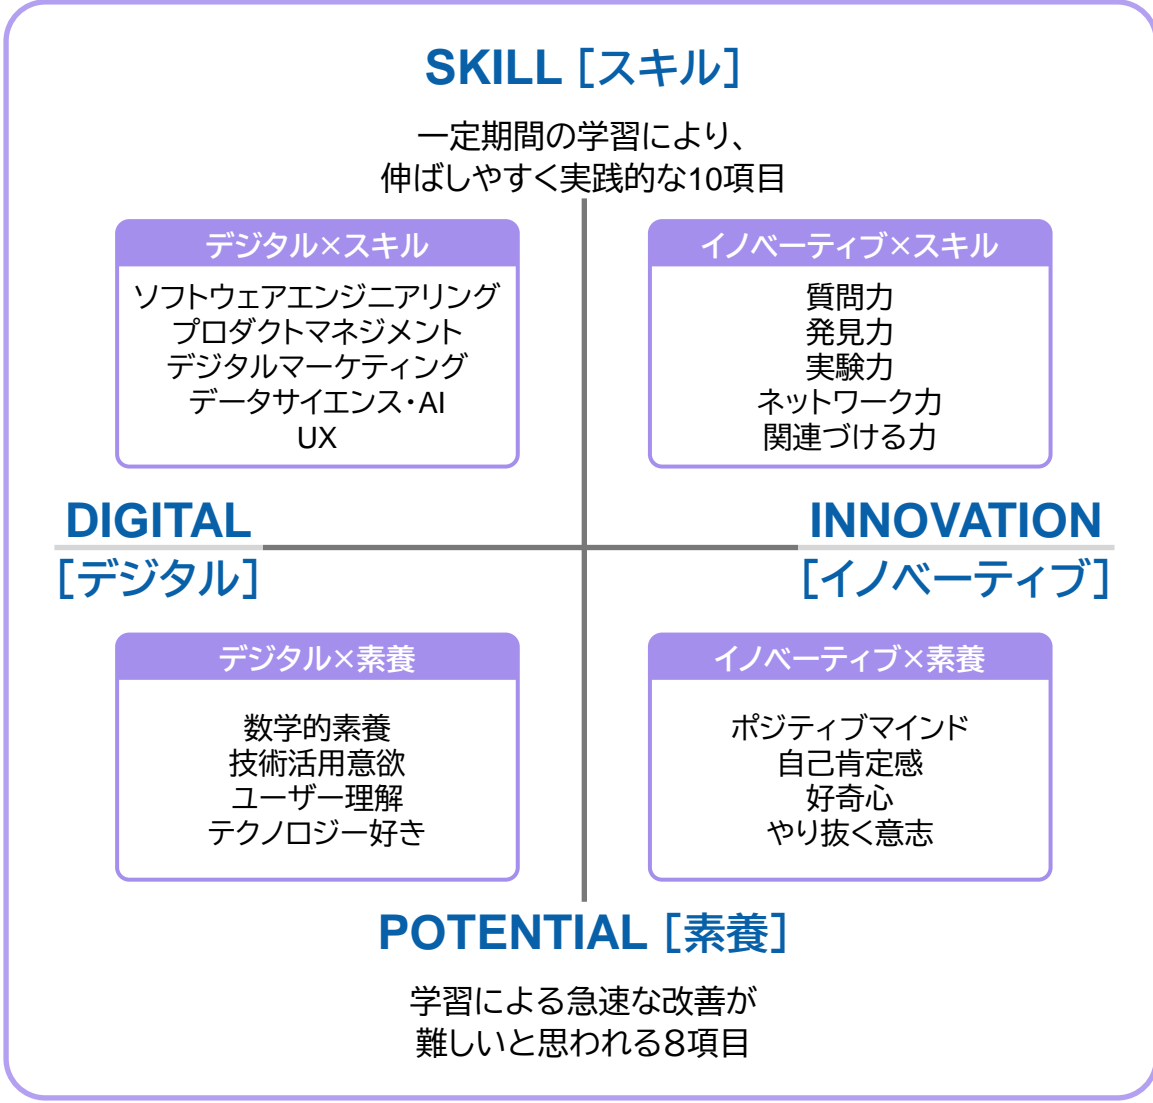 SKILL［スキル］
一定期間の学習により、
伸ばしやすく実践的な10項目
デジタル×スキル
ソフトウェアエンジニアリング
プロダクトマネジメント
デジタルマーケティング
データサイエンス・AI
UX
イノベーティブ×スキル
質問力
発見力
実験力
ネットワーク力
関連づける力
DIGITAL
［デジタル］
INNOVATION
［イノベーティブ］
デジタル×素養
数学的素養
技術活用意欲
ユーザー理解
テクノロジー好き
イノベーティブ×素養
ポジティブマインド
自己肯定感
好奇心
やり抜く意志
POTENTIAL［素養］
学習による急速な改善が
難しいと思われる8項目